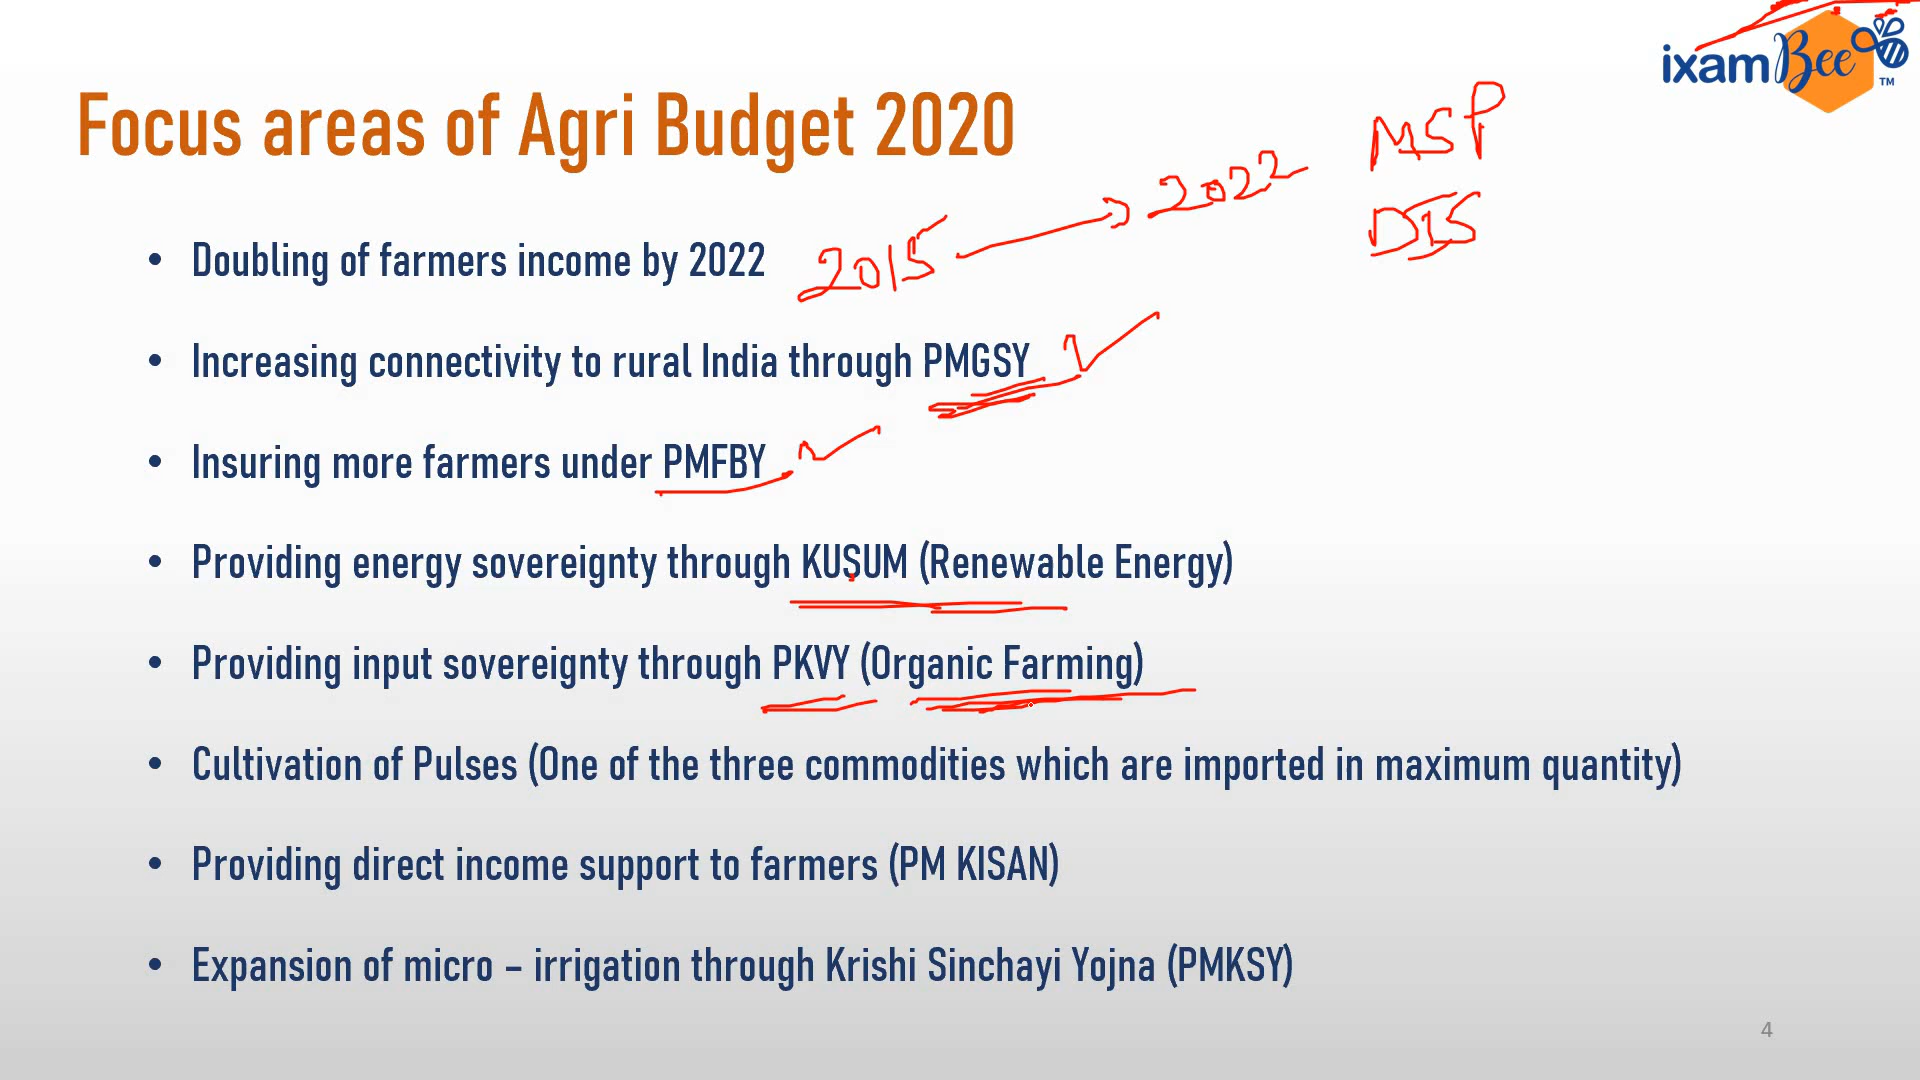 ixamBee™
Focus areas of Agri Budget 2020
MSP
DIS
• Doubling of farmers income by 2022 2015 → 2022
• Increasing connectivity to rural India through PMGSY
• Insuring more farmers under PMFBY
• Providing energy sovereignty through KUSUM (Renewable Energy)
• Providing input sovereignty through PKVY (Organic Farming)
• Cultivation of Pulses (One of the three commodities which are imported in maximum quantity)
• Providing direct income support to farmers (PM KISAN)
• Expansion of micro – irrigation through Krishi Sinchayi Yojna (PMKSY)
4